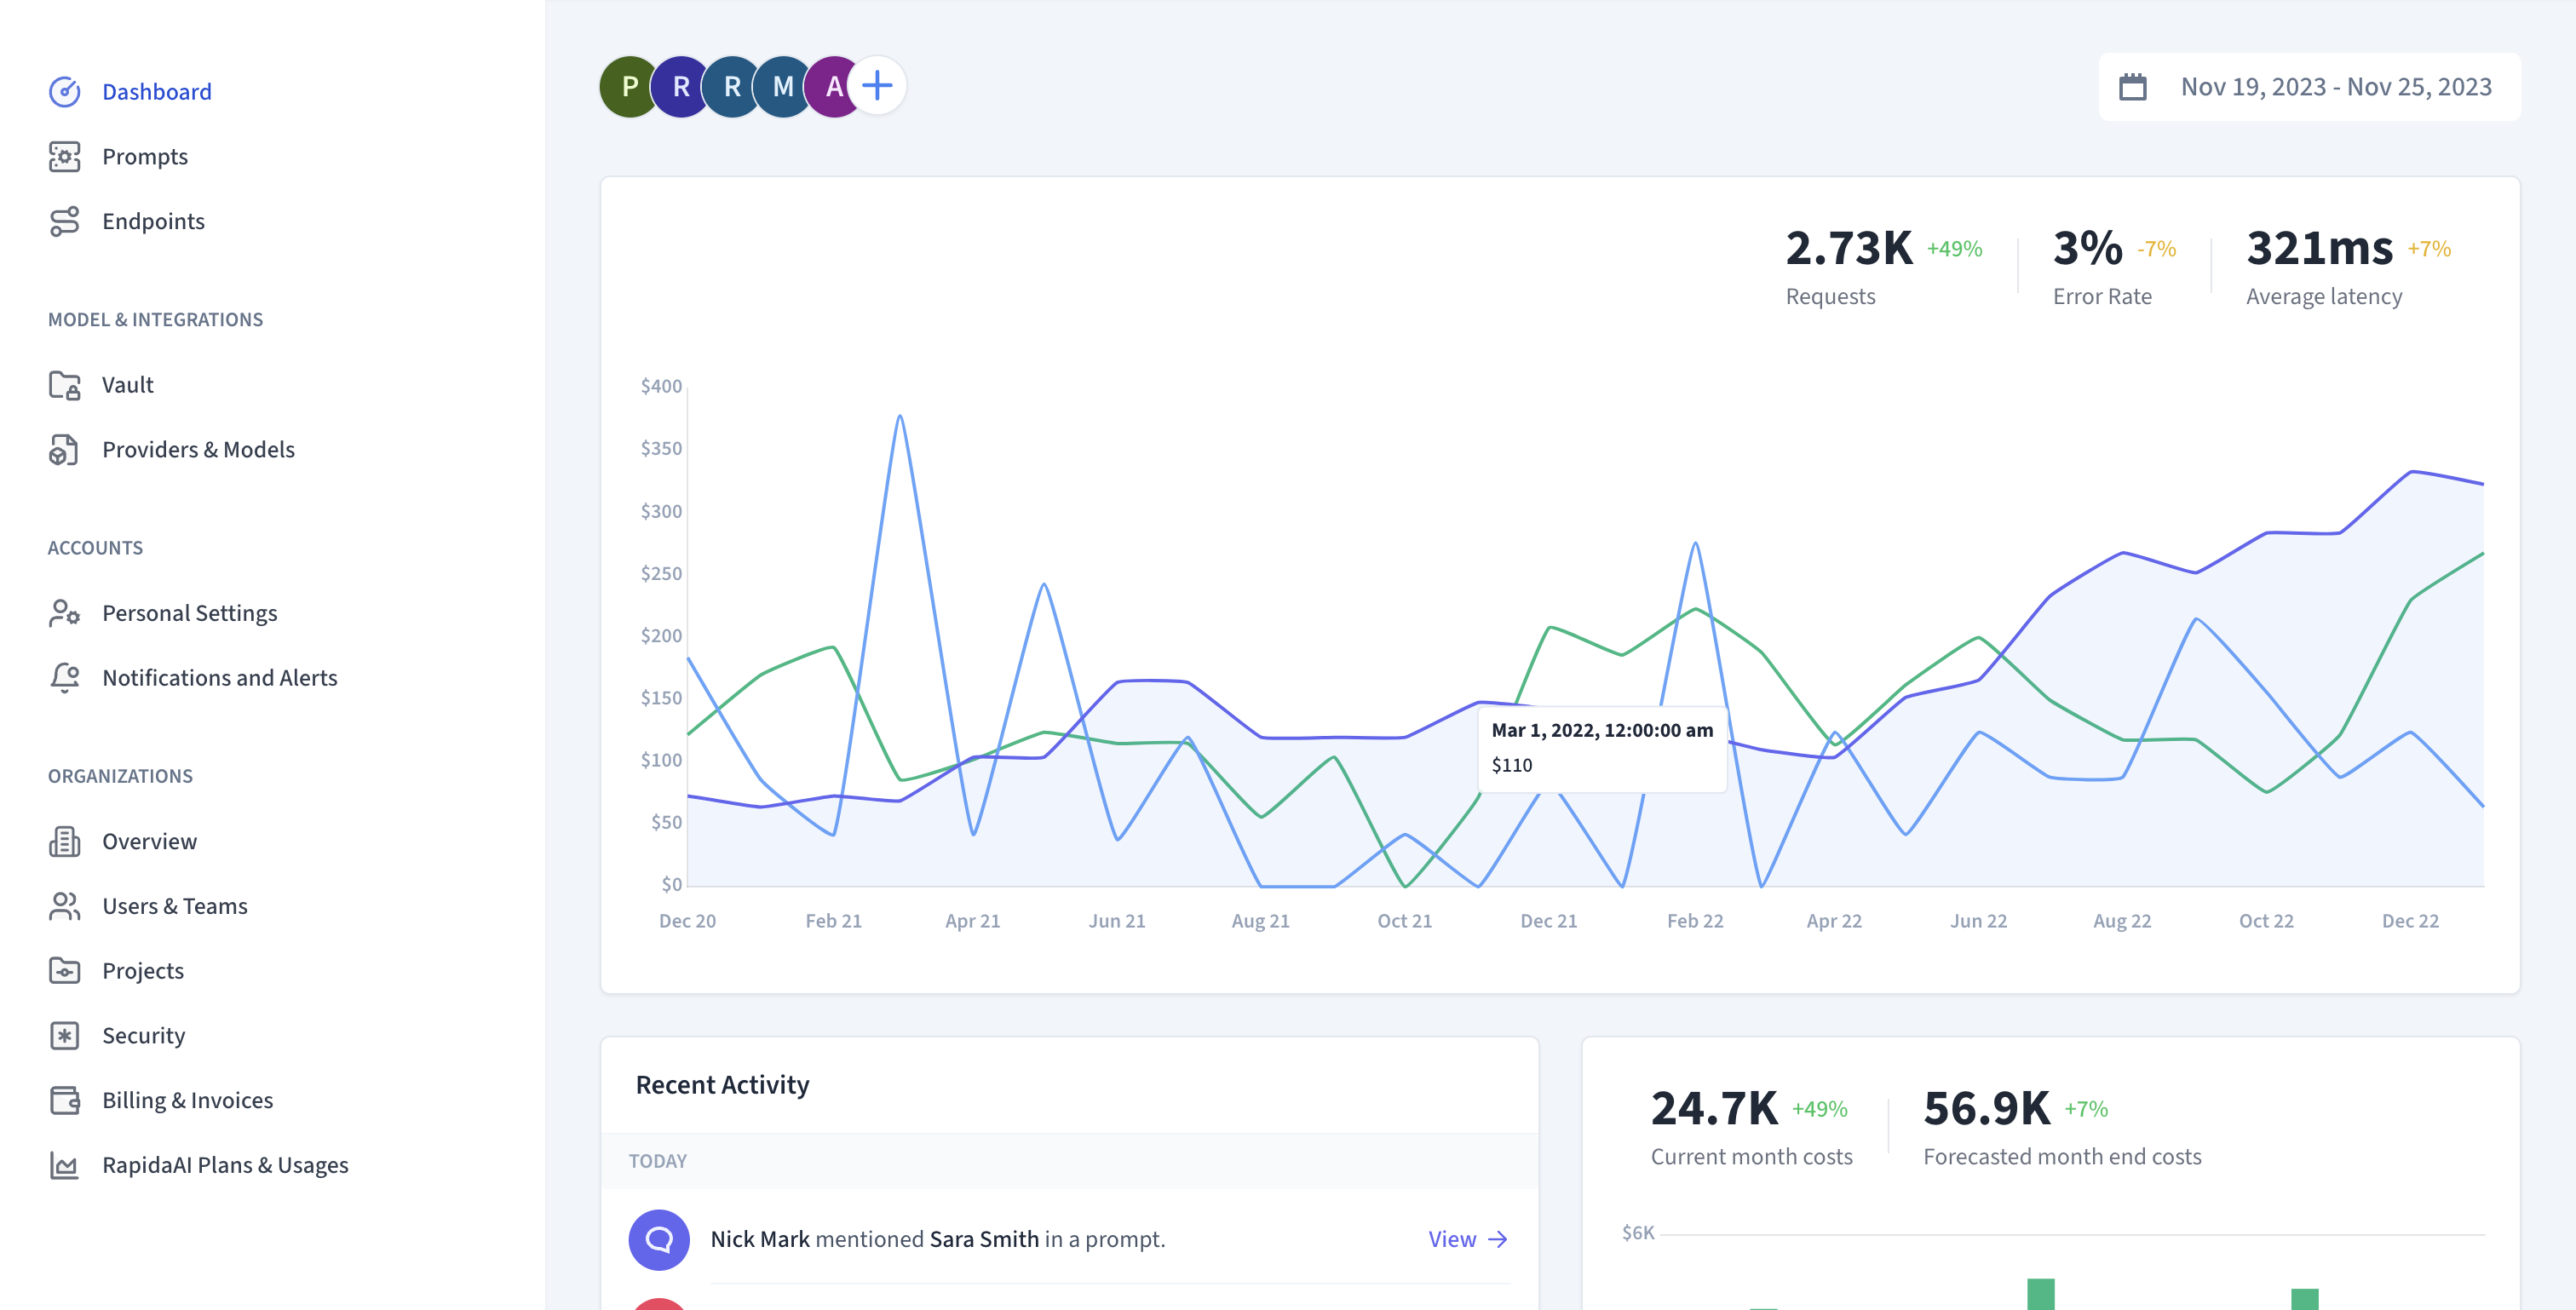 Dashboard
Prompts
Endpoints
MODEL & INTEGRATIONS
Vault
Providers & Models
ACCOUNTS
Personal Settings
Notifications and Alerts
ORGANIZATIONS
Overview
Users & Teams
Projects
Security
Billing & Invoices
RapidaAI Plans & Usages
P R R M A
Nov 19, 2023 - Nov 25, 2023
2.73K +49%
Requests
3% -7%
Error Rate
321ms +7%
Average latency
$400
$350
$300
$250
$200
$150
$100
$50
$0
Mar 1, 2022, 12:00:00 am
$110
Dec 20 Feb 21 Apr 21 Jun 21 Aug 21 Oct 21 Dec 21 Feb 22 Apr 22 Jun 22 Aug 22 Oct 22 Dec 22
Recent Activity
TODAY
Nick Mark mentioned Sara Smith in a prompt.
View
24.7K +49%
Current month costs
56.9K +7%
Forecasted month end costs
$6K